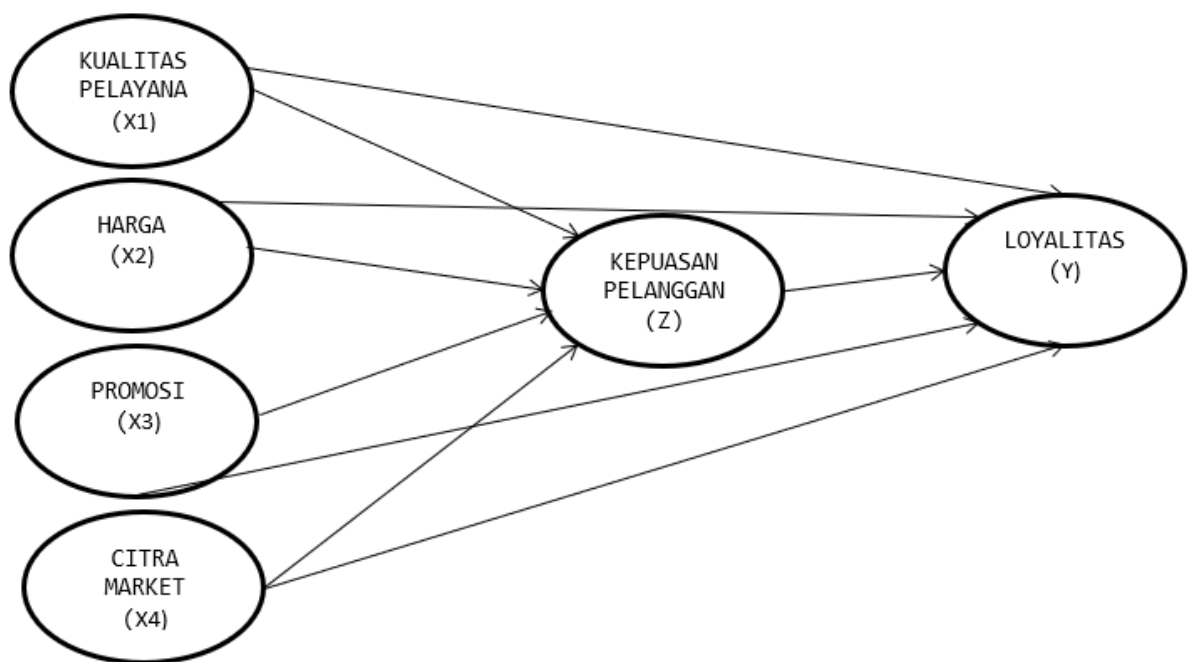 KUALITAS
PELAYANA
(X1)
HARGA
(X2)
PROMOSI
(X3)
CITRA
MARKET
(X4)
KEPUASAN
PELANGGAN
(Z)
LOYALITAS
(Y)